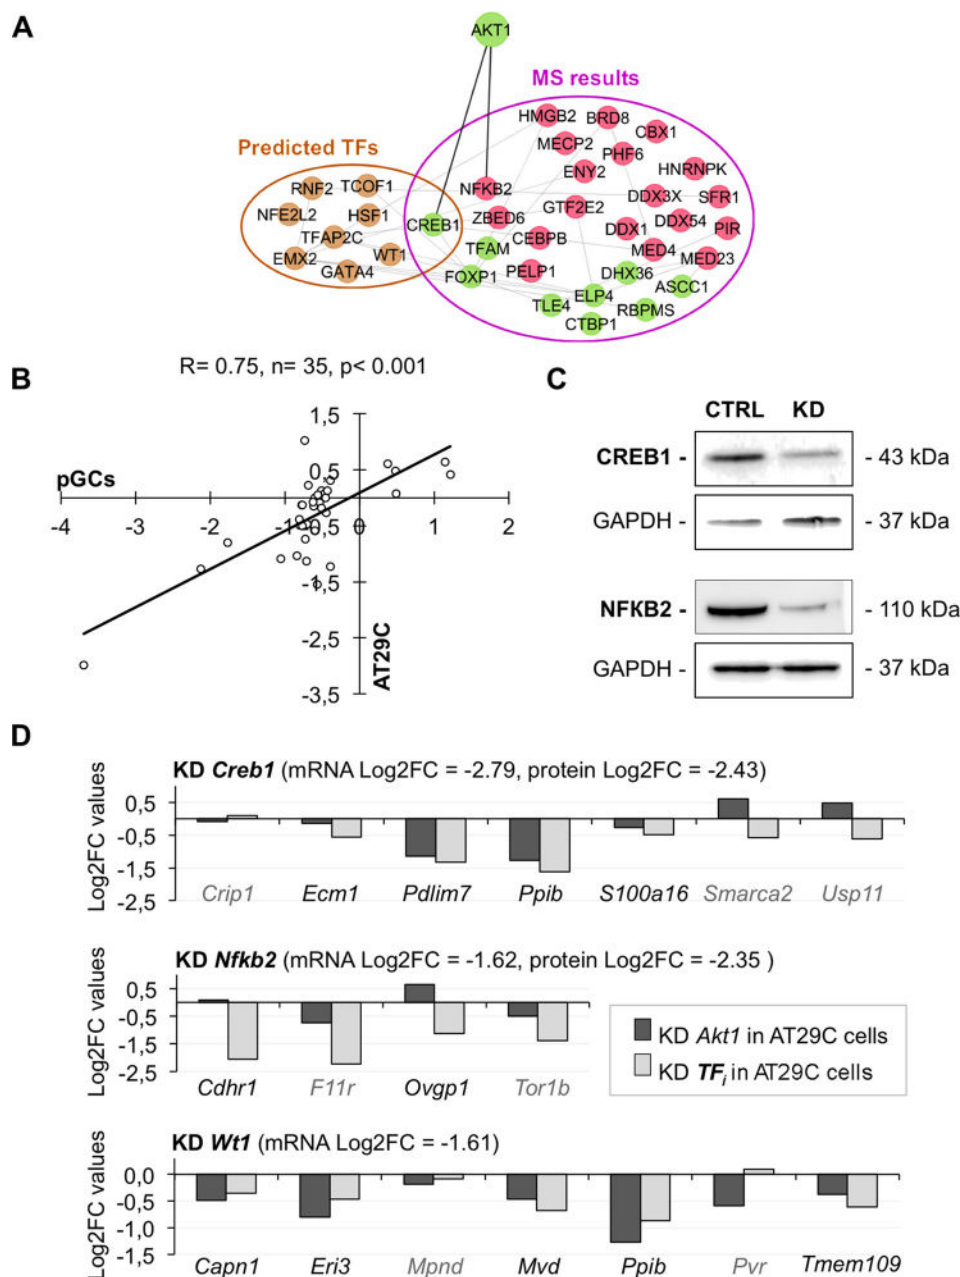 A
AKT1
MS results
Predicted TFs
HMGB2
BRD8
CBX1
MECP2
PHF6
ENY2
HNRNPK
RNF2
TCOF1
NFKB2
DDX3X
SFR1
NFE2L2
HSF1
CREB1
ZBED6
GTF2E2
DDX54
DDX1
PIR
TFAP2C
CEBPB
TFAM
MED4
MED23
EMX2
WT1
GATA4
FOXP1
PELP1
DHX36
ASCC1
ELP4
TLE4
RBPMS
CTBP1
B
R= 0.75, n= 35, p< 0.001
1,5
0,5
pGCs
-4 -3 -2 -1 0 1 2
-0,5
-1,5
-2,5
-3,5
AT29C
C
CTRL KD
CREB1 - - 43 kDa
GAPDH - - 37 kDa
NFKB2 - - 110 kDa
GAPDH - - 37 kDa
D
KD Creb1 (mRNA Log2FC = -2.79, protein Log2FC = -2.43)
Log2FC values
0,5
-0,5
-1,5
-2,5
Crip1 Ecm1 Pdlim7 Ppib S100a16 Smarca2 Usp11
KD Nfkb2 (mRNA Log2FC = -1.62, protein Log2FC = -2.35 )
Log2FC values
0,5
-0,5
-1,5
-2,5
Cdhr1 F11r Ovgp1 Tor1b
KD Akt1 in AT29C cells
KD TFi in AT29C cells
KD Wt1 (mRNA Log2FC = -1.61)
Log2FC values
0,0
-0,5
-1,0
-1,5
Capn1 Eri3 Mpnd Mvd Ppib Pvr Tmem109